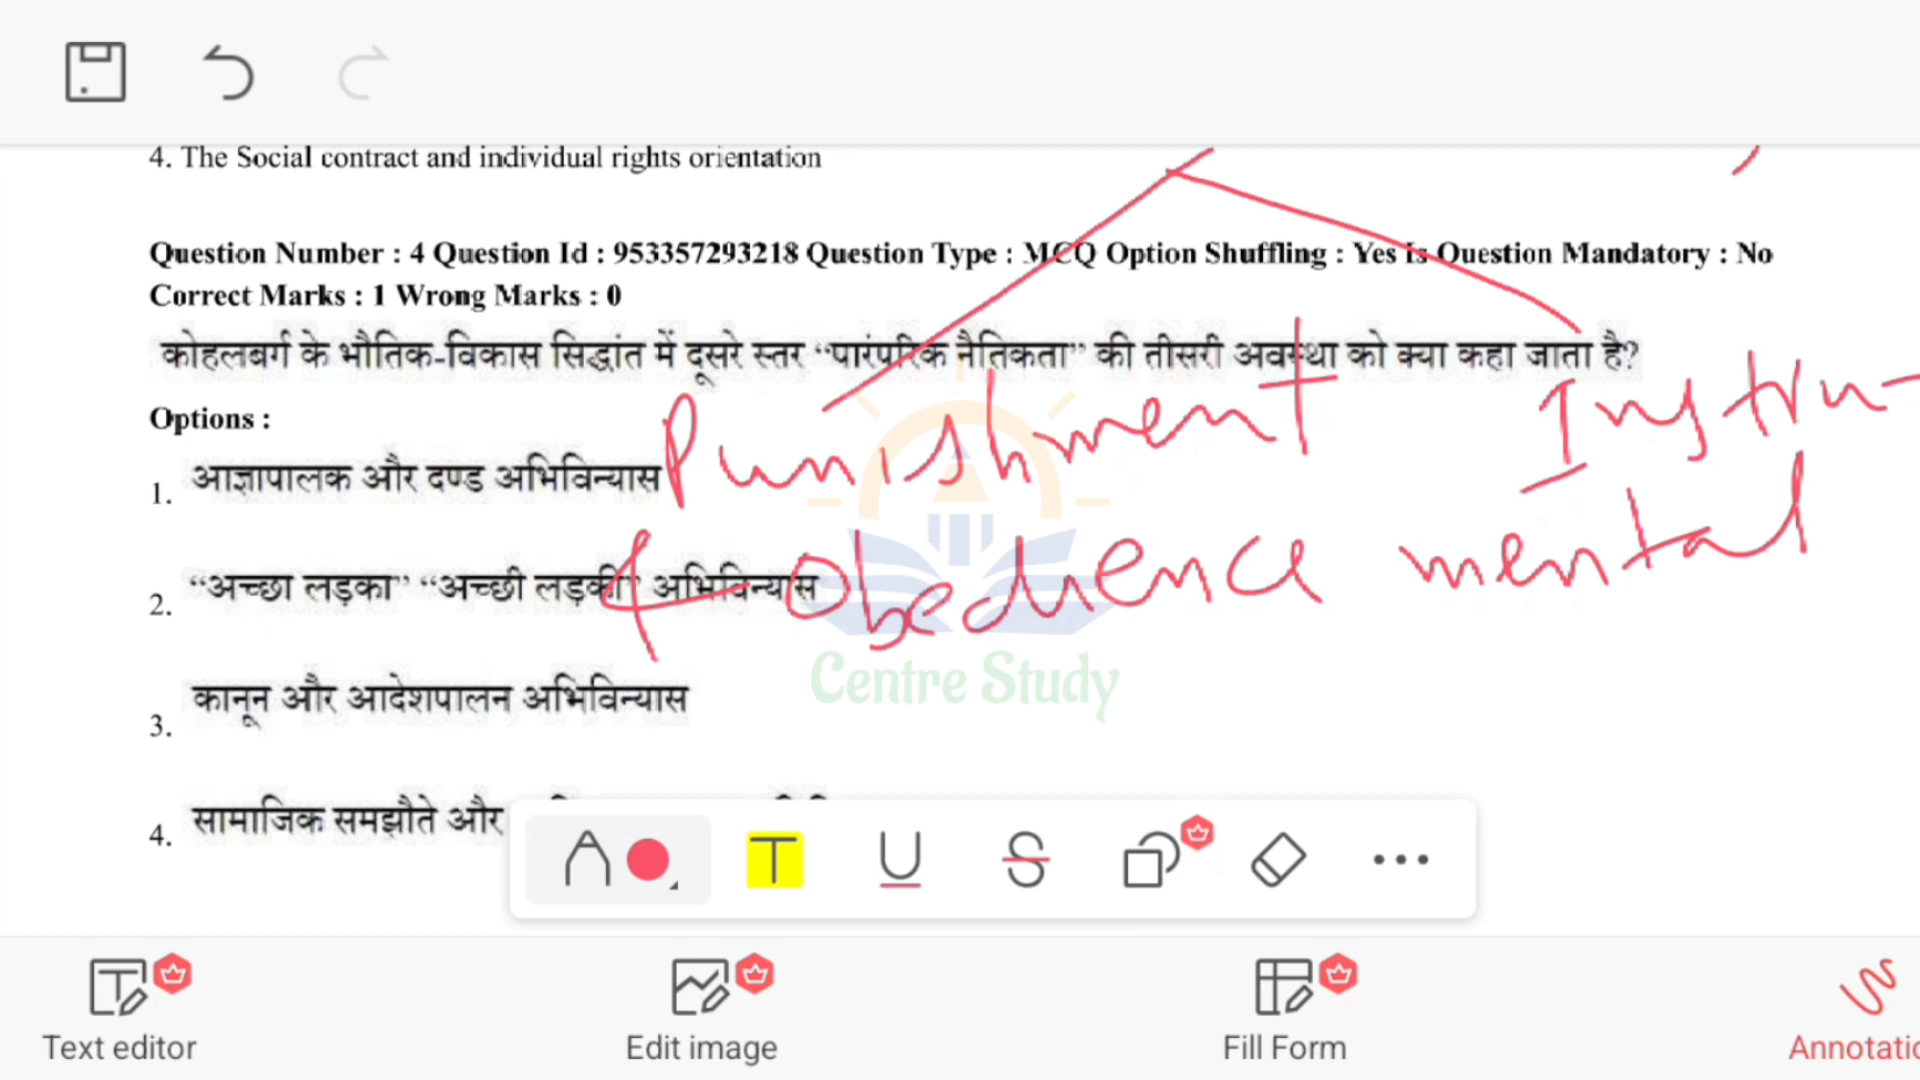 4. The Social contract and individual rights orientation
Question Number : 4 Question Id : 953357293218 Question Type : MCQ Option Shuffling : Yes Is Question Mandatory : No
Correct Marks : 1 Wrong Marks : 0
कोहलबर्ग के भौतिक-विकास सिद्धांत में दूसरे स्तर “पारंपरिक नैतिकता” की तीसरी अवस्था को क्या कहा जाता है?
Options :
Punishment Instru-
1. आज्ञापालक और दण्ड अभिविन्यास
& Obedience mental
2. “अच्छा लड़का” “अच्छी लड़की” अभिविन्यास
Centre Study
3. कानून और आदेशपालन अभिविन्यास
4. सामाजिक समझौते और
T U S
Text editor
Edit image
Fill Form
Annotatio